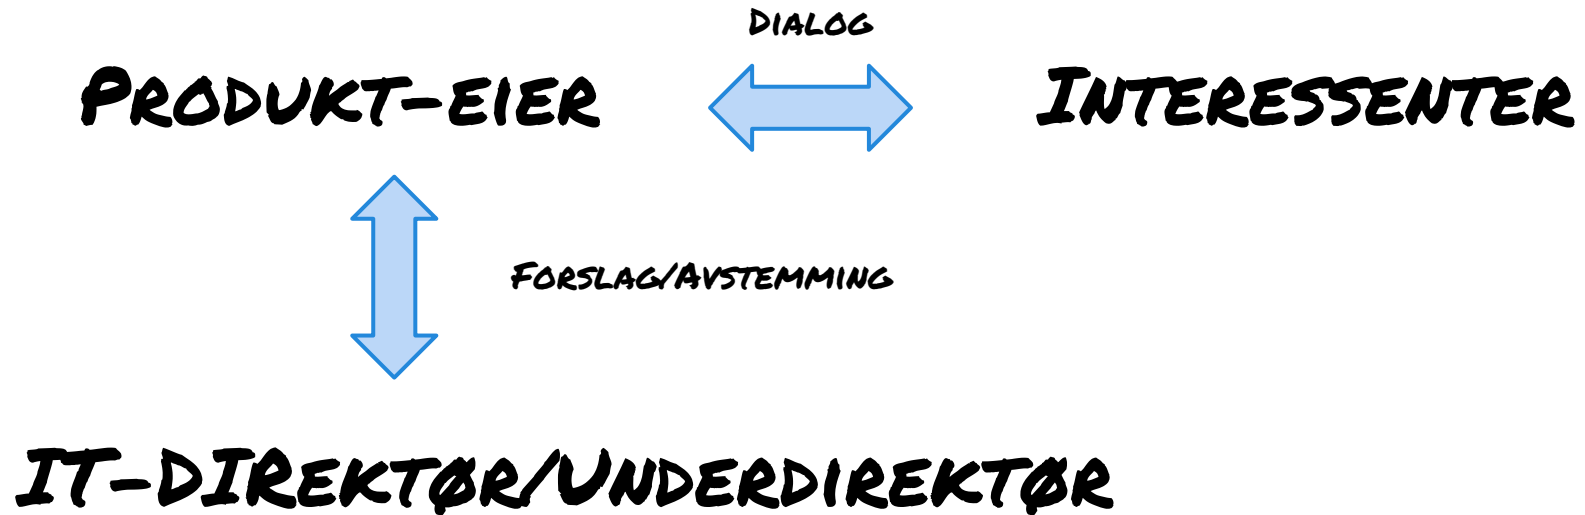 Dialog
Produkt-eier
Interessenter
Forslag/Avstemming
IT-DIRektør/Underdirektør